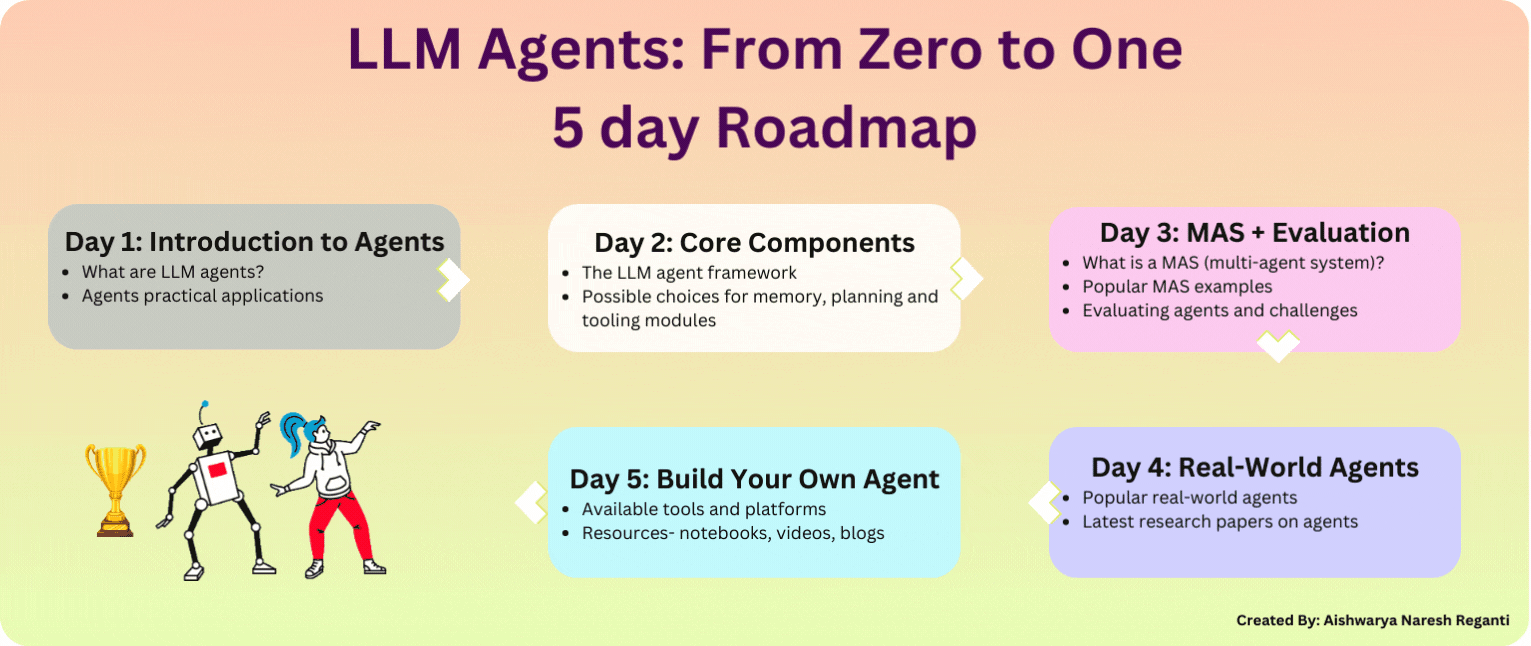 LLM Agents: From Zero to One
5 day Roadmap
Day 1: Introduction to Agents
• What are LLM agents?
• Agents practical applications
Day 2: Core Components
• The LLM agent framework
• Possible choices for memory, planning and
tooling modules
Day 3: MAS + Evaluation
• What is a MAS (multi-agent system)?
• Popular MAS examples
• Evaluating agents and challenges
Day 4: Real-World Agents
• Popular real-world agents
• Latest research papers on agents
Day 5: Build Your Own Agent
• Available tools and platforms
• Resources- notebooks, videos, blogs
Created By: Aishwarya Naresh Reganti